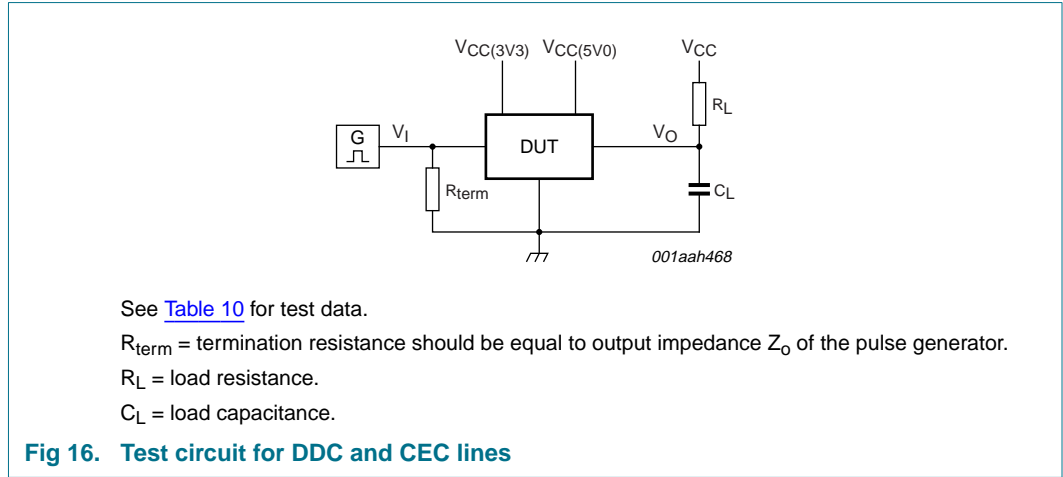 VCC(3V3) VCC(5V0) VCC
RL
G VI DUT VO
Rterm CL
001aah468
See Table 10 for test data.
Rterm = termination resistance should be equal to output impedance Zo of the pulse generator.
RL = load resistance.
CL = load capacitance.
Fig 16. Test circuit for DDC and CEC lines